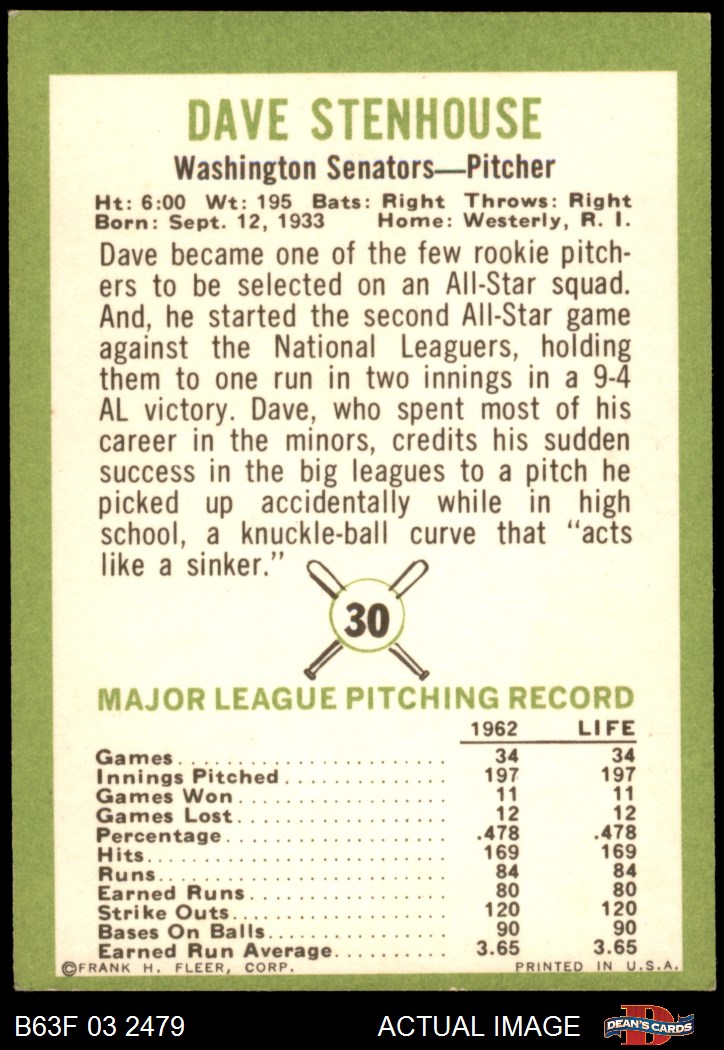 DAVE STENHOUSE
Washington Senators—Pitcher
Ht: 6:00 Wt: 195 Bats: Right Throws: Right
Born: Sept. 12, 1933 Home: Westerly, R. I.
Dave became one of the few rookie pitch-
ers to be selected on an All-Star squad.
And, he started the second All-Star game
against the National Leaguers, holding
them to one run in two innings in a 9-4
AL victory. Dave, who spent most of his
career in the minors, credits his sudden
success in the big leagues to a pitch he
picked up accidentally while in high
school, a knuckle-ball curve that “acts
like a sinker.”
30
MAJOR LEAGUE PITCHING RECORD
1962 LIFE
Games. . . . . . . . . . . . . . . . . . . . . . . 34 34
Innings Pitched. . . . . . . . . . . . . . 197 197
Games Won. . . . . . . . . . . . . . . . . . 11 11
Games Lost. . . . . . . . . . . . . . . . . . 12 12
Percentage. . . . . . . . . . . . . . . . . . . .478 .478
Hits. . . . . . . . . . . . . . . . . . . . . . . . . 169 169
Runs. . . . . . . . . . . . . . . . . . . . . . . . 84 84
Earned Runs. . . . . . . . . . . . . . . . . 80 80
Strike Outs. . . . . . . . . . . . . . . . . . 120 120
Bases On Balls. . . . . . . . . . . . . . . 90 90
Earned Run Average. . . . . . . . . . 3.65 3.65
©FRANK H. FLEER, CORP. PRINTED IN U.S.A.
B63F 03 2479 ACTUAL IMAGE D DEAN'S CARDS